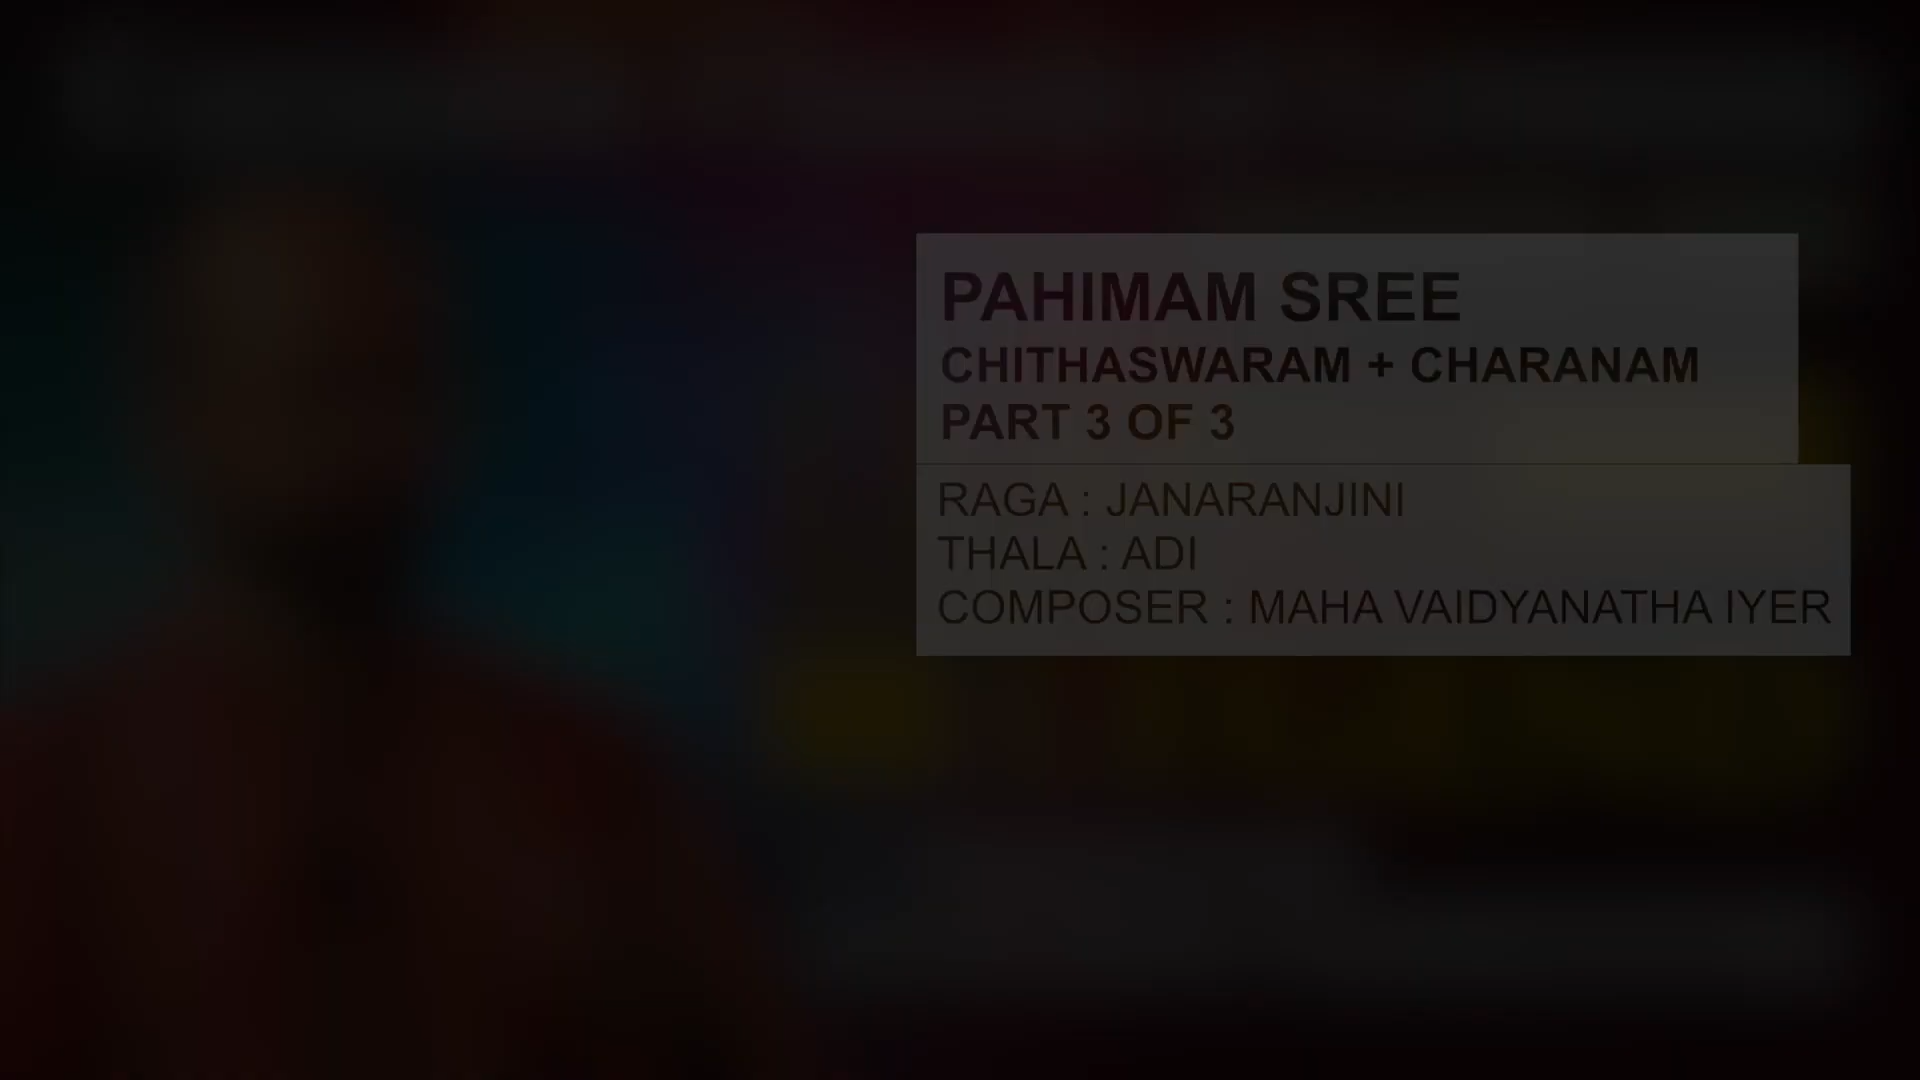 PAHIMAM SREE
CHITHASWARAM + CHARANAM
PART 3 OF 3
RAGA : JANARANJINI
THALA : ADI
COMPOSER : MAHA VAIDYANATHA IYER